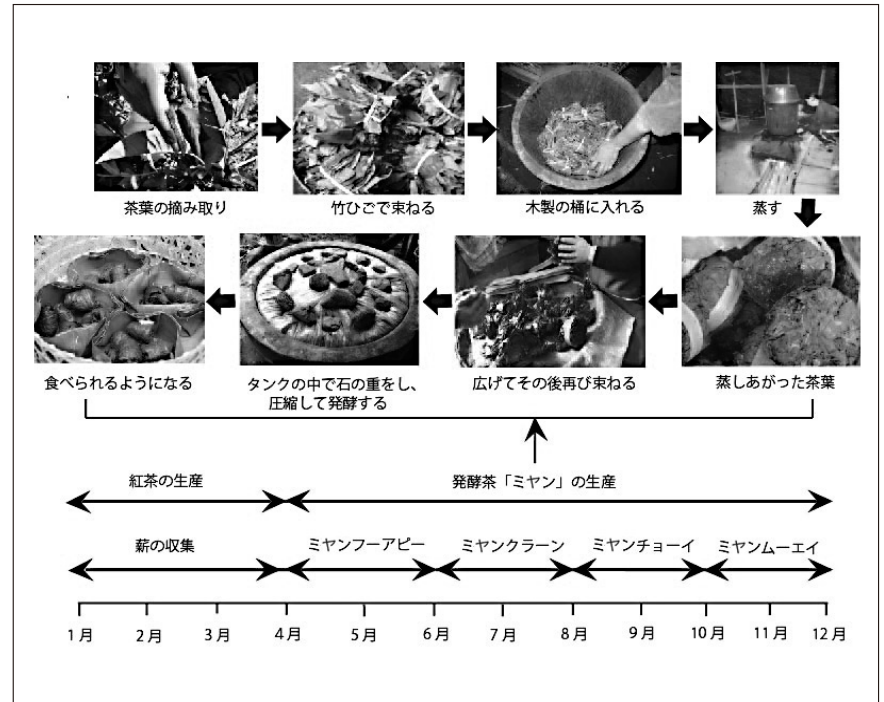 茶葉の摘み取り
竹ひごで束ねる
木製の桶に入れる
蒸す
食べられるようになる
タンクの中で石の重をし、
圧縮して発酵する
広げてその後再び束ねる
蒸しあがった茶葉
紅茶の生産
発酵茶「ミヤン」の生産
薪の収集
ミヤンフーアピー
ミヤンクラーン
ミヤンチョーイ
ミヤンムーエイ
1月
2月
3月
4月
5月
6月
7月
8月
9月
10月
11月
12月